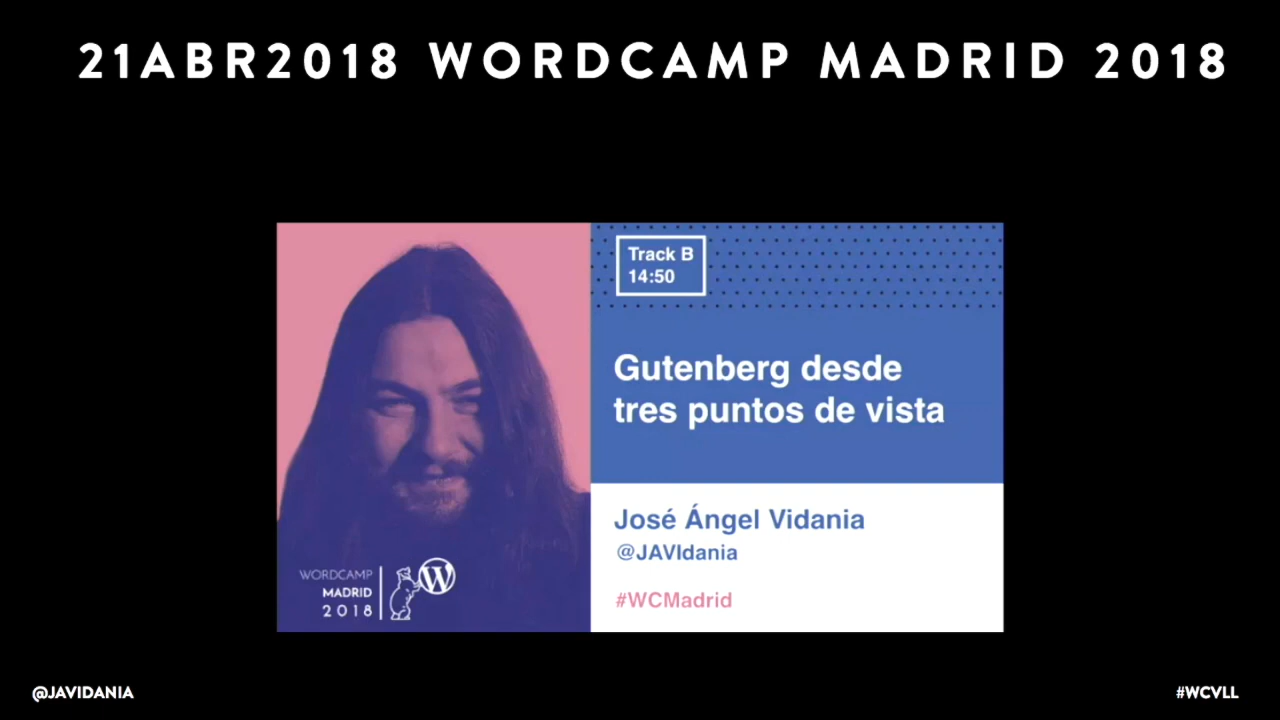 21ABR2018 WORDCAMP MADRID 2018
Track B
14:50
Gutenberg desde
tres puntos de vista
José Ángel Vidania
@JAVIdania
#WCMadrid
WORDCAMP
MADRID
2018
W
@JAVIDANIA
#WCVLL